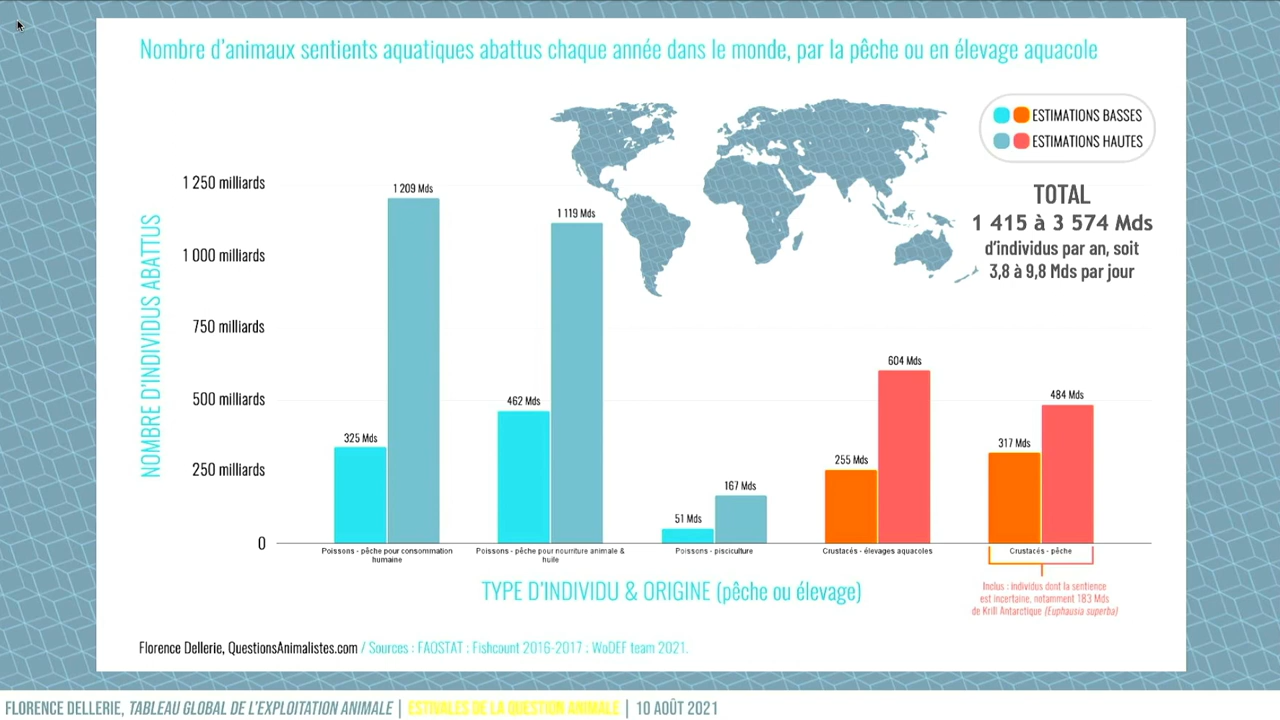 Nombre d'animaux sentients aquatiques abattus chaque année dans le monde, par la pêche ou en élevage aquacole
ESTIMATIONS BASSES
ESTIMATIONS HAUTES
TOTAL
1 415 à 3 574 Mds
d'individus par an, soit
3,8 à 9,8 Mds par jour
NOMBRE D'INDIVIDUS ABATTUS
1 250 milliards
1 000 milliards
750 milliards
500 milliards
250 milliards
0
325 Mds
1 209 Mds
462 Mds
1 119 Mds
51 Mds
167 Mds
255 Mds
604 Mds
317 Mds
484 Mds
Poissons - pêche pour consommation
humaine
Poissons - pêche pour nourriture animale &
huile
Poissons - pisciculture
Crustacés - élevages aquacoles
Crustacés - pêche
Inclus : individus dont la sentience
est incertaine, notamment 183 Mds
de Krill Antarctique (Euphausia superba)
TYPE D'INDIVIDU & ORIGINE (pêche ou élevage)
Florence Dellerie, QuestionsAnimalistes.com / Sources : FAOSTAT ; Fishcount 2016-2017 ; WoDEF team 2021.
FLORENCE DELLERIE, TABLEAU GLOBAL DE L'EXPLOITATION ANIMALE | ESTIVALES DE LA QUESTION ANIMALE | 10 AOÛT 2021